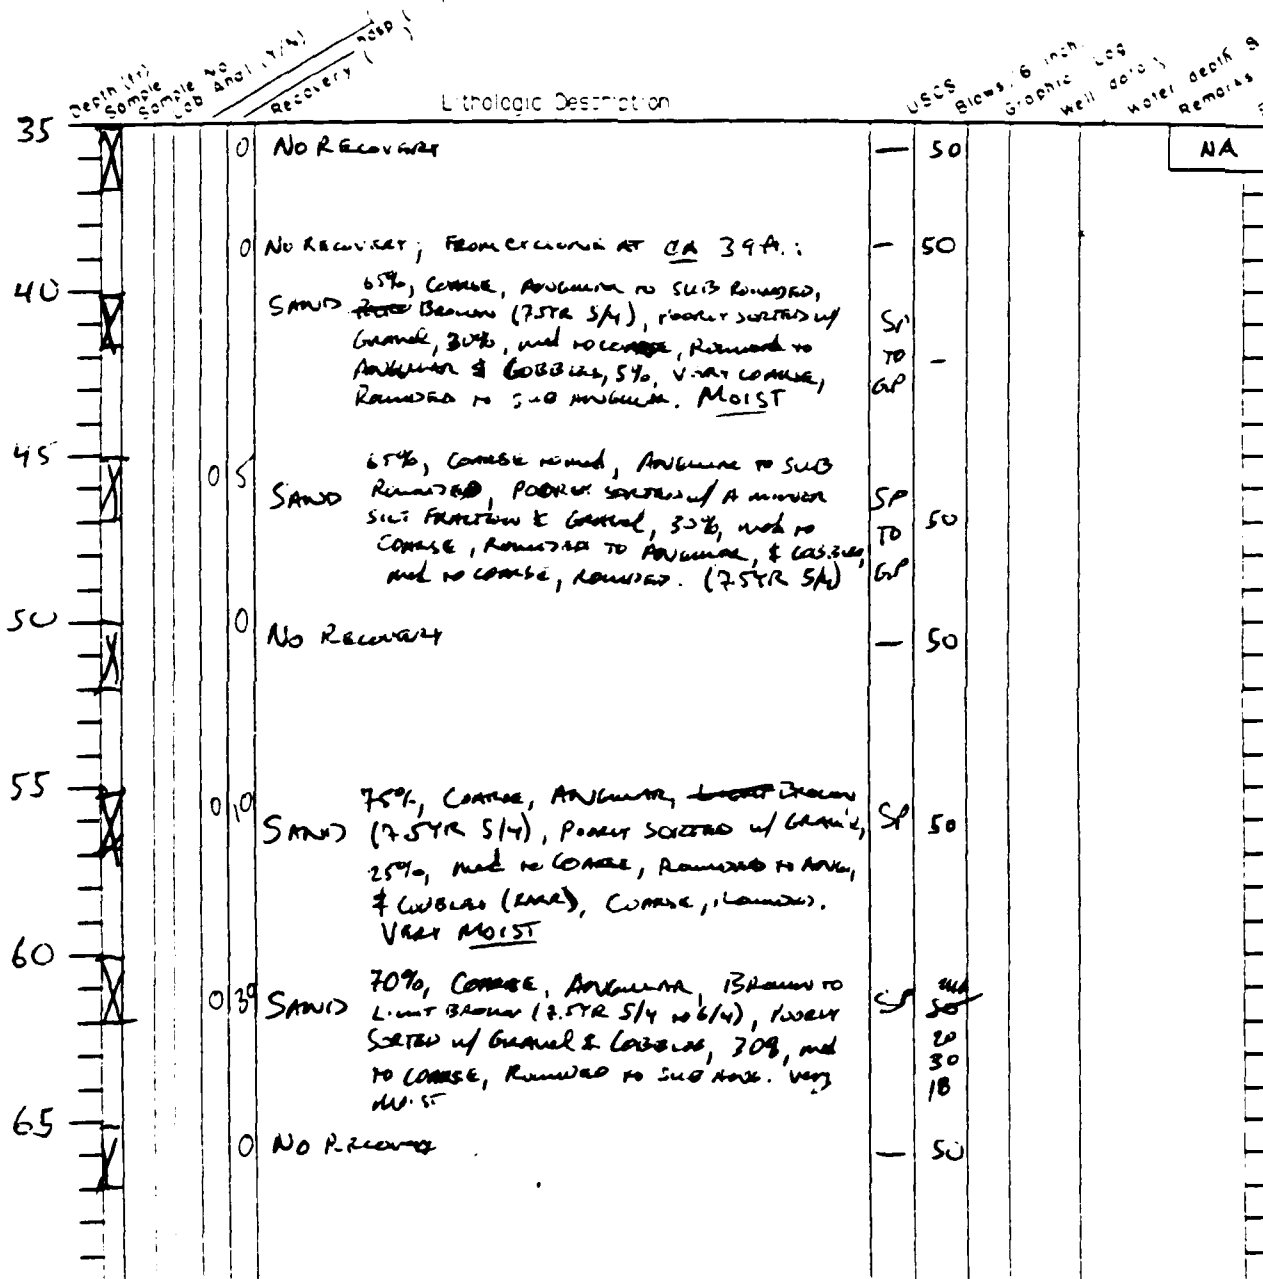 Depth (ft)
Sample
Sample No
Lab Anal (Y/N)
Recovery ( )
Lithologic Description
USCS
Blows/6 inch
Graphic Log
Well data
Water depth &
Remarks
35 0 NO RECOVERY — 50 NA
0 NO RECOVERY; FROM CYCLONE AT CA 39 ft.: - 50
40 65%, COARSE, ANGULAR TO SUB ROUNDED,
SAND BROWN (7.5YR 5/4), POORLY SORTED w/ SP
GRAVEL, 30%, med TO COARSE, ROUNDED TO TO -
ANGULAR & COBBLES, 5%, VERY COARSE, GP
ROUNDED TO SUB ANGULAR. MOIST
45 0 5 65%, COARSE TO med, ANGULAR TO SUB
SAND ROUNDED, POORLY SORTED w/ A MINOR SP
SILT FRACTION & GRAVEL, 30%, med TO TO 50
COARSE, ROUNDED TO ANGULAR, & COBBLES, GP
med TO COARSE, ROUNDED. (7.5YR 5/4)
50 0 NO RECOVERY — 50
55 0 10 75%, COARSE, ANGULAR, LIGHT BROWN
SAND (7.5YR 5/4), POORLY SORTED w/ GRAVEL, SP 50
25%, med TO COARSE, ROUNDED TO ANG,
& COBBLES (RARE), COARSE, ROUNDED.
VERY MOIST
60 0 30 70%, COARSE, ANGULAR, BROWN TO
SAND LIGHT BROWN (7.5YR 5/4 TO 6/4), POORLY SP 50
SORTED w/ GRAVEL & COBBLES, 30%, med 20
TO COARSE, ROUNDED TO SUB ANG. Very 30
MOIST 18
65 0 NO RECOVERY — 50